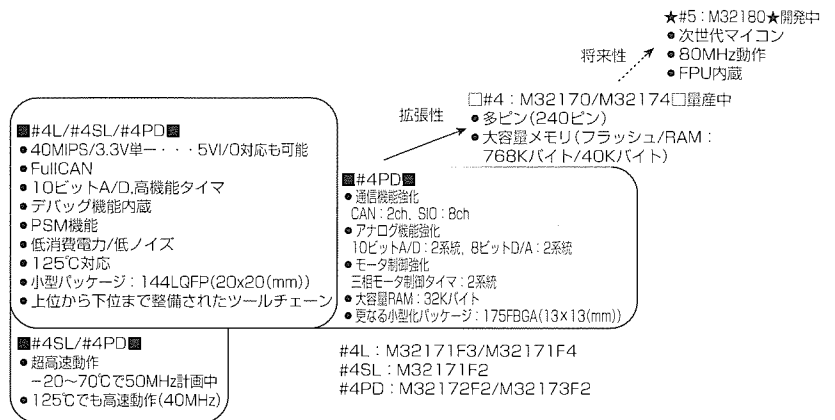 ★#5：M32180★開発中
●次世代マイコン
●80MHz動作
●FPU内蔵
将来性
□#4：M32170/M32174□量産中
●多ピン(240ピン)
●大容量メモリ(フラッシュ/RAM：
768Kバイト/40Kバイト)
拡張性
■#4L/#4SL/#4PD■
●40MIPS/3.3V単一・・・5VI/O対応も可能
●FullCAN
●10ビットA/D,高機能タイマ
●デバッグ機能内蔵
●PSM機能
●低消費電力/低ノイズ
●125℃対応
●小型パッケージ：144LQFP(20x20(mm))
●上位から下位まで整備されたツールチェーン
■#4PD■
●通信機能強化
CAN：2ch, SIO：8ch
●アナログ機能強化
10ビットA/D：2系統, 8ビットD/A：2系統
●モータ制御強化
三相モータ制御タイマ：2系統
●大容量RAM：32Kバイト
●更なる小型化パッケージ：175FBGA(13×13(mm))
■#4SL/#4PD■
●超高速動作
−20〜70℃で50MHz計画中
●125℃でも高速動作(40MHz)
#4L：M32171F3/M32171F4
#4SL：M32171F2
#4PD：M32172F2/M32173F2